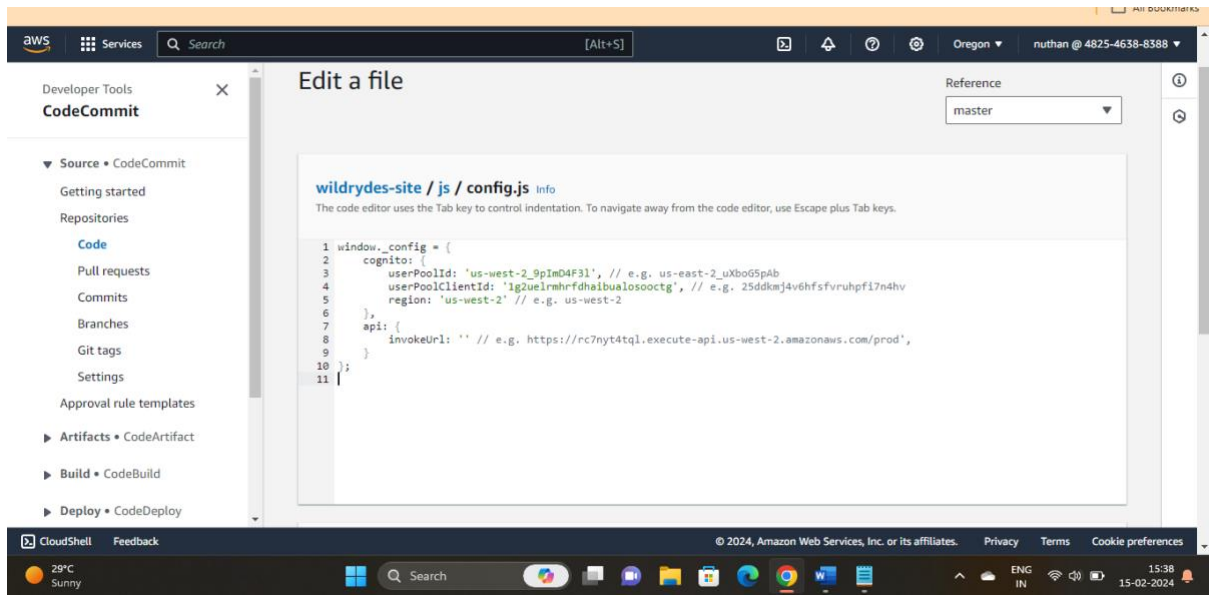 All Bookmarks
aws Services Search [Alt+S] Oregon ▼ nuthan @ 4825-4638-8388 ▼
Developer Tools
CodeCommit
Source • CodeCommit
Getting started
Repositories
Code
Pull requests
Commits
Branches
Git tags
Settings
Approval rule templates
Artifacts • CodeArtifact
Build • CodeBuild
Deploy • CodeDeploy
Edit a file
Reference
master
wildrydes-site / js / config.js Info
The code editor uses the Tab key to control indentation. To navigate away from the code editor, use Escape plus Tab keys.
1 window._config = {
2     cognito: {
3         userPoolId: 'us-west-2_9pImD4F3l', // e.g. us-east-2_uXboG5pAb
4         userPoolClientId: '1g2uelrmhrfdhaibualosooctg', // e.g. 25ddkmj4v6hfsfvruhpfi7n4hv
5         region: 'us-west-2' // e.g. us-west-2
6     },
7     api: {
8         invokeUrl: '' // e.g. https://rc7nyt4tql.execute-api.us-west-2.amazonaws.com/prod',
9     }
10 };
11
CloudShell Feedback © 2024, Amazon Web Services, Inc. or its affiliates. Privacy Terms Cookie preferences
29°C
Sunny
Search
ENG
IN
15:38
15-02-2024